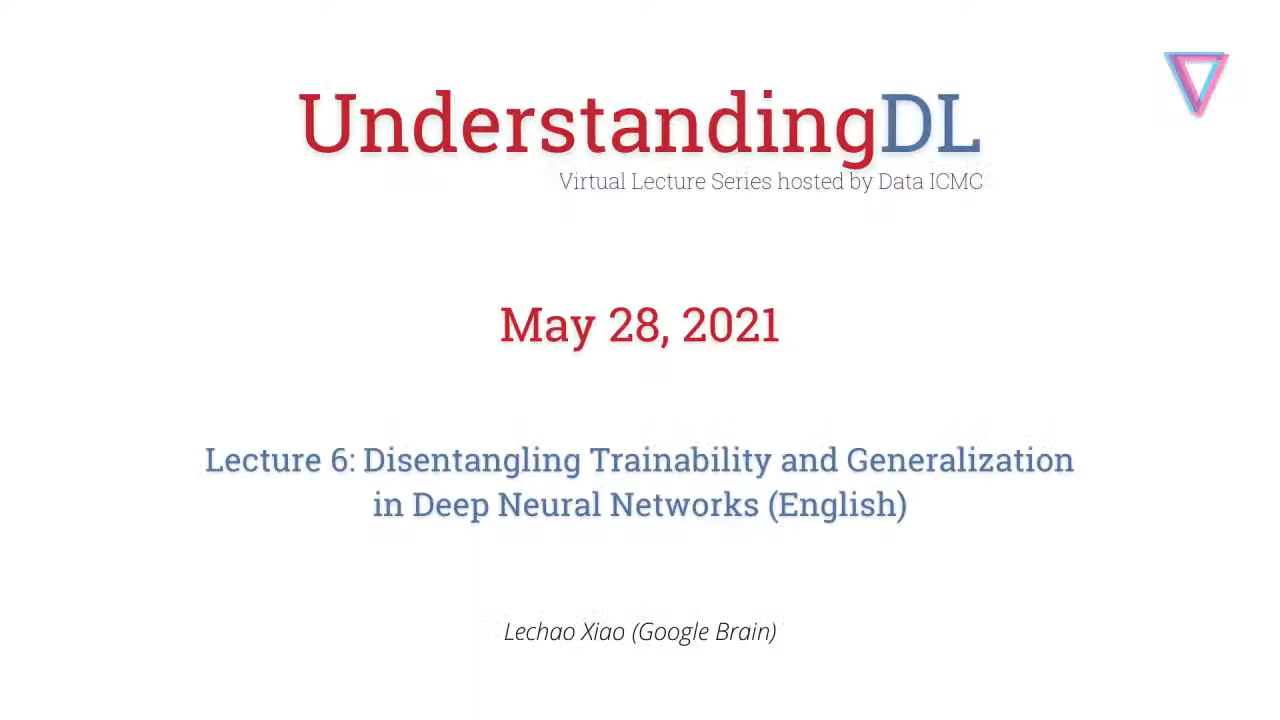 UnderstandingDL
Virtual Lecture Series hosted by Data ICMC
May 28, 2021
Lecture 6: Disentangling Trainability and Generalization
in Deep Neural Networks (English)
Lechao Xiao (Google Brain)